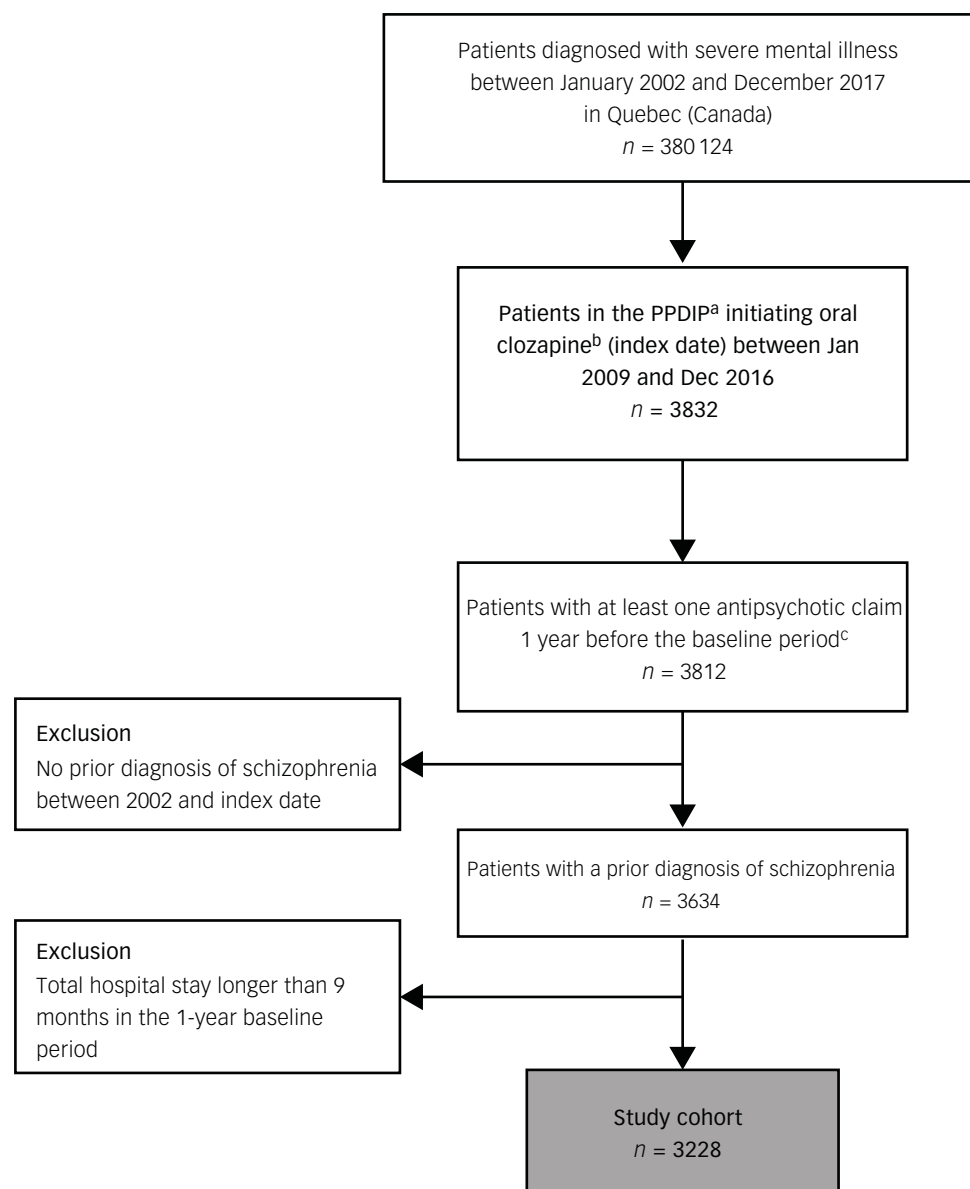 Patients diagnosed with severe mental illness
between January 2002 and December 2017
in Quebec (Canada)
n = 380 124
Patients in the PPDIPa initiating oral
clozapineb (index date) between Jan
2009 and Dec 2016
n = 3832
Patients with at least one antipsychotic claim
1 year before the baseline periodc
n = 3812
Exclusion
No prior diagnosis of schizophrenia
between 2002 and index date
Patients with a prior diagnosis of schizophrenia
n = 3634
Exclusion
Total hospital stay longer than 9
months in the 1-year baseline
period
Study cohort
n = 3228